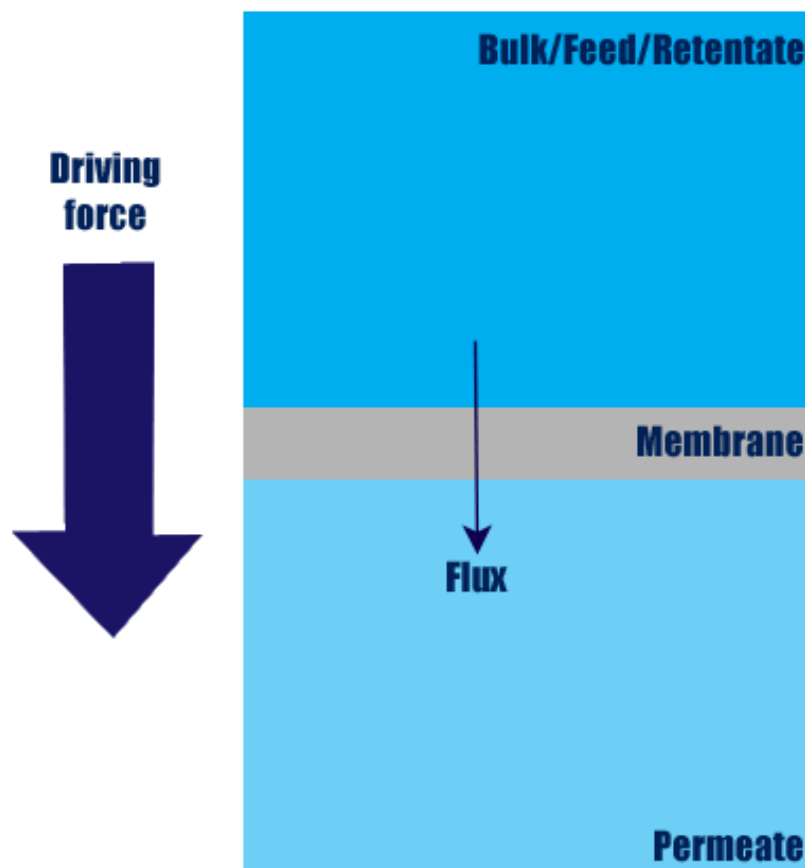 Bulk/Feed/Retentate
Driving
force
Membrane
Flux
Permeate